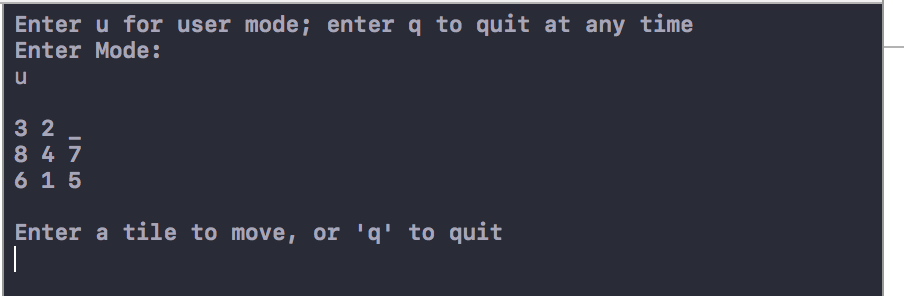 Enter u for user mode; enter q to quit at any time
Enter Mode:
u
3 2 _
8 4 7
6 1 5
Enter a tile to move, or 'q' to quit